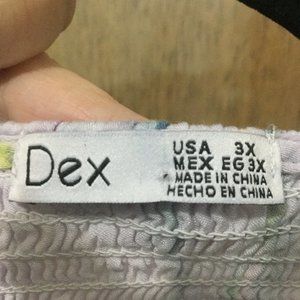 Dex
USA 3X
MEX EG 3X
MADE IN CHINA
HECHO EN CHINA